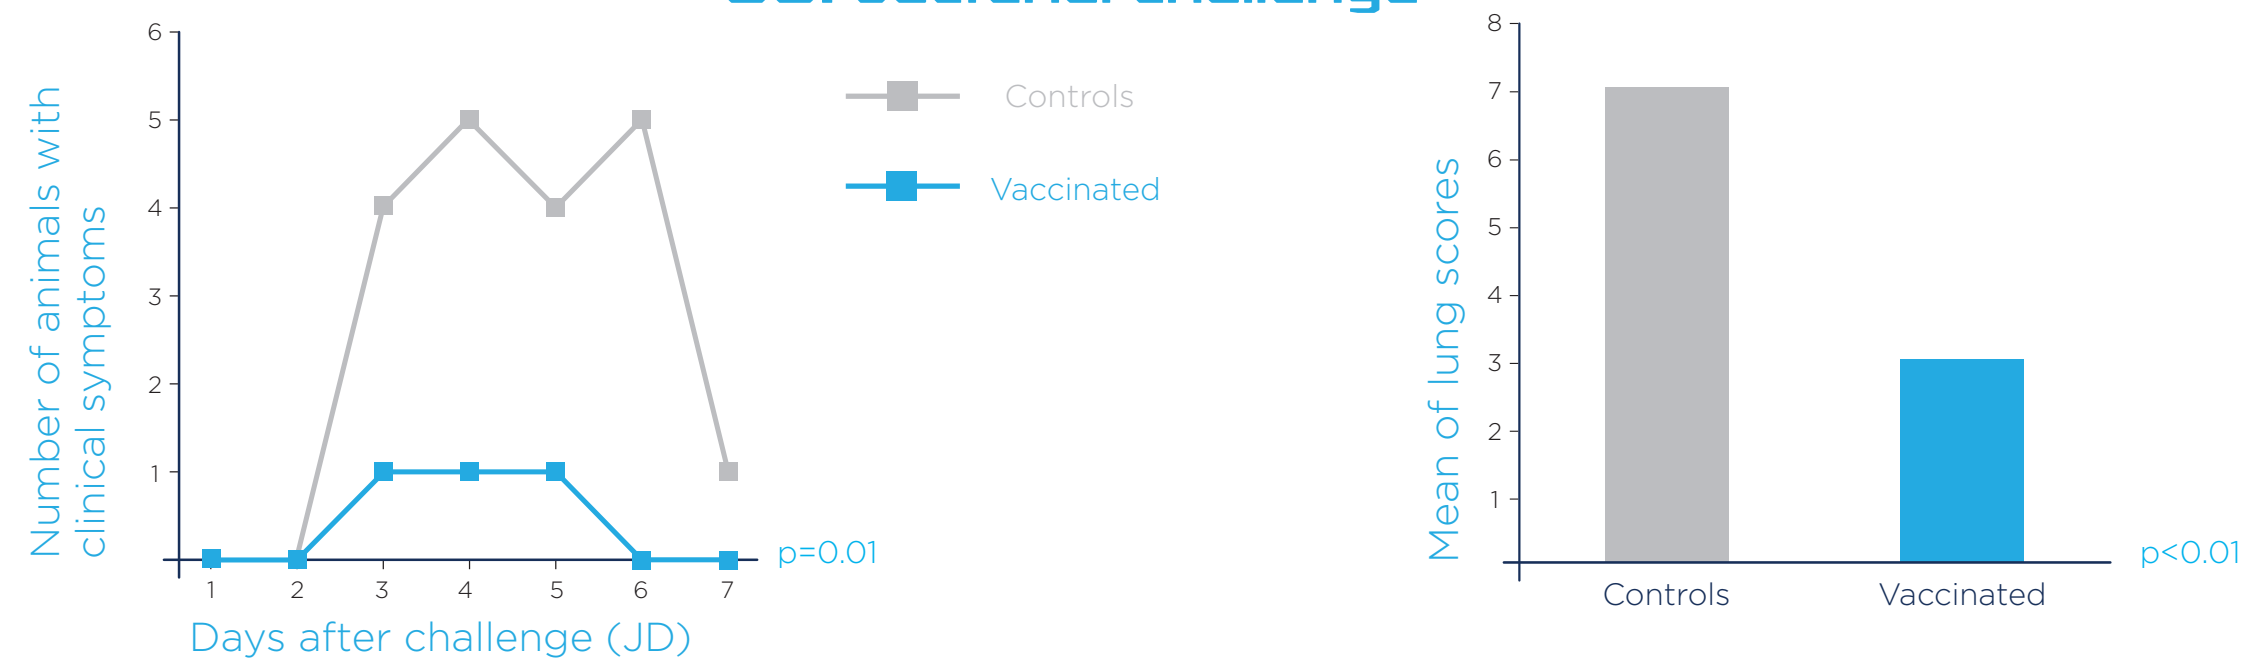 challenge
6
5
4
3
2
1
Number of animals with
clinical symptoms
1 2 3 4 5 6 7
Days after challenge (JD)
p=0.01
Controls
Vaccinated
8
7
6
5
4
3
2
1
Mean of lung scores
Controls Vaccinated
p<0.01